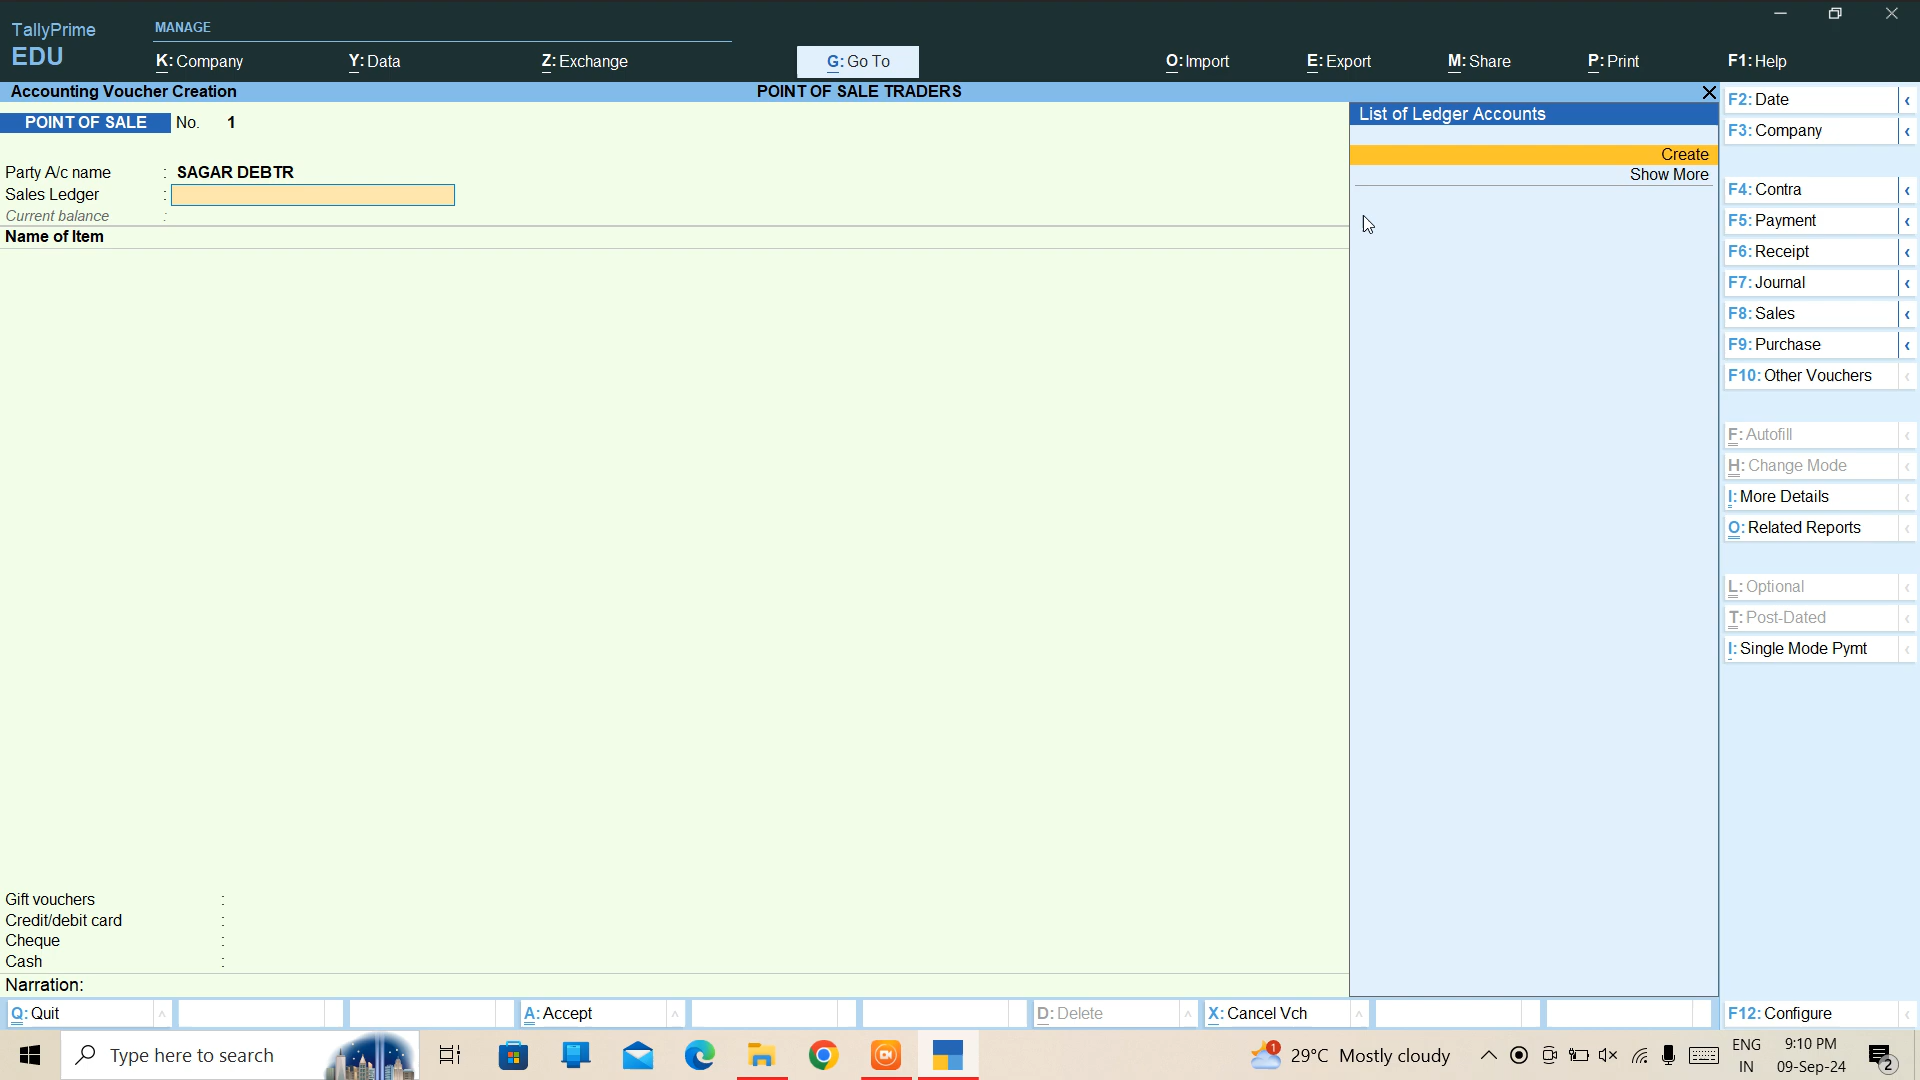 TallyPrime
EDU
MANAGE
K: Company
Y: Data
Z: Exchange
G: Go To
O: Import
E: Export
M: Share
P: Print
F1: Help
Accounting Voucher Creation
POINT OF SALE TRADERS
POINT OF SALE No. 1
Party A/c name : SAGAR DEBTR
Sales Ledger :
Current balance :
Name of Item
List of Ledger Accounts
Create
Show More
F2: Date
F3: Company
F4: Contra
F5: Payment
F6: Receipt
F7: Journal
F8: Sales
F9: Purchase
F10: Other Vouchers
F: Autofill
H: Change Mode
I: More Details
O: Related Reports
L: Optional
T: Post-Dated
I: Single Mode Pymt
Gift vouchers :
Credit/debit card :
Cheque :
Cash :
Narration:
Q: Quit
A: Accept
D: Delete
X: Cancel Vch
F12: Configure
Type here to search
1
29°C Mostly cloudy
ENG
IN
9:10 PM
09-Sep-24
2